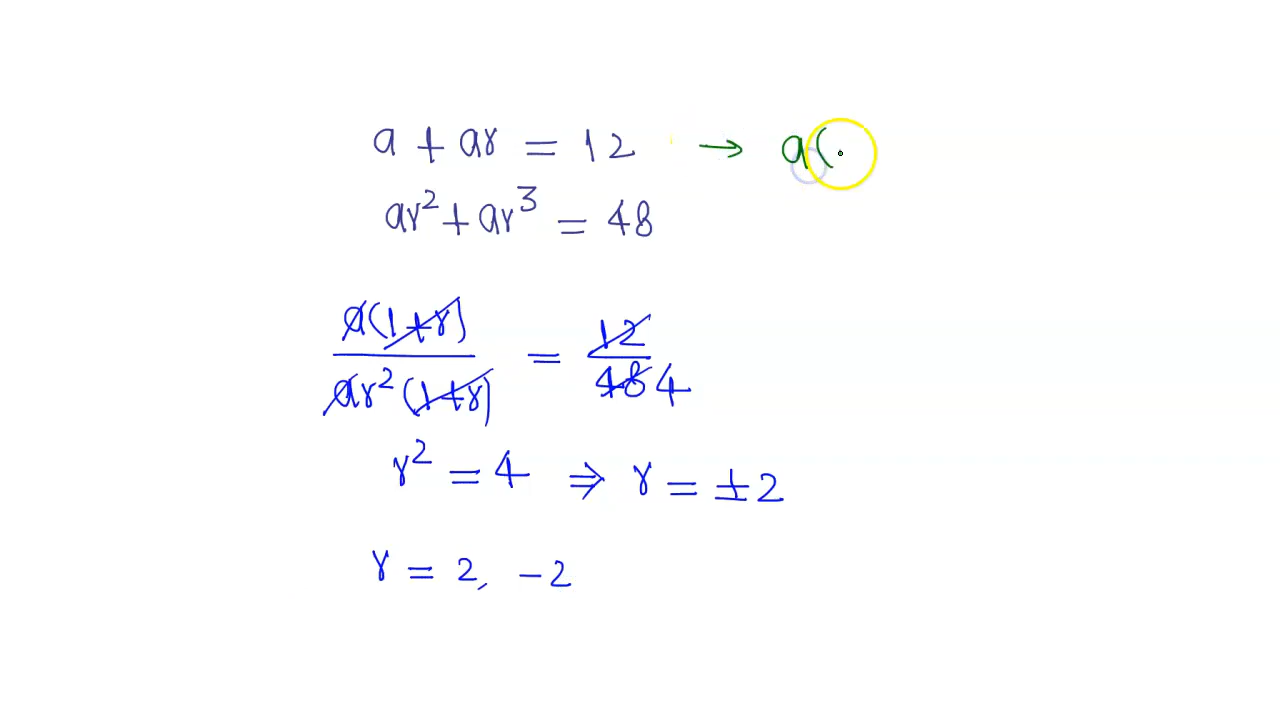 a + ar = 12 → a(
ar² + ar³ = 48
a(1+r) / ar²(1+r) = 12 / 48 4
r² = 4 ⇒ r = ±2
r = 2, -2